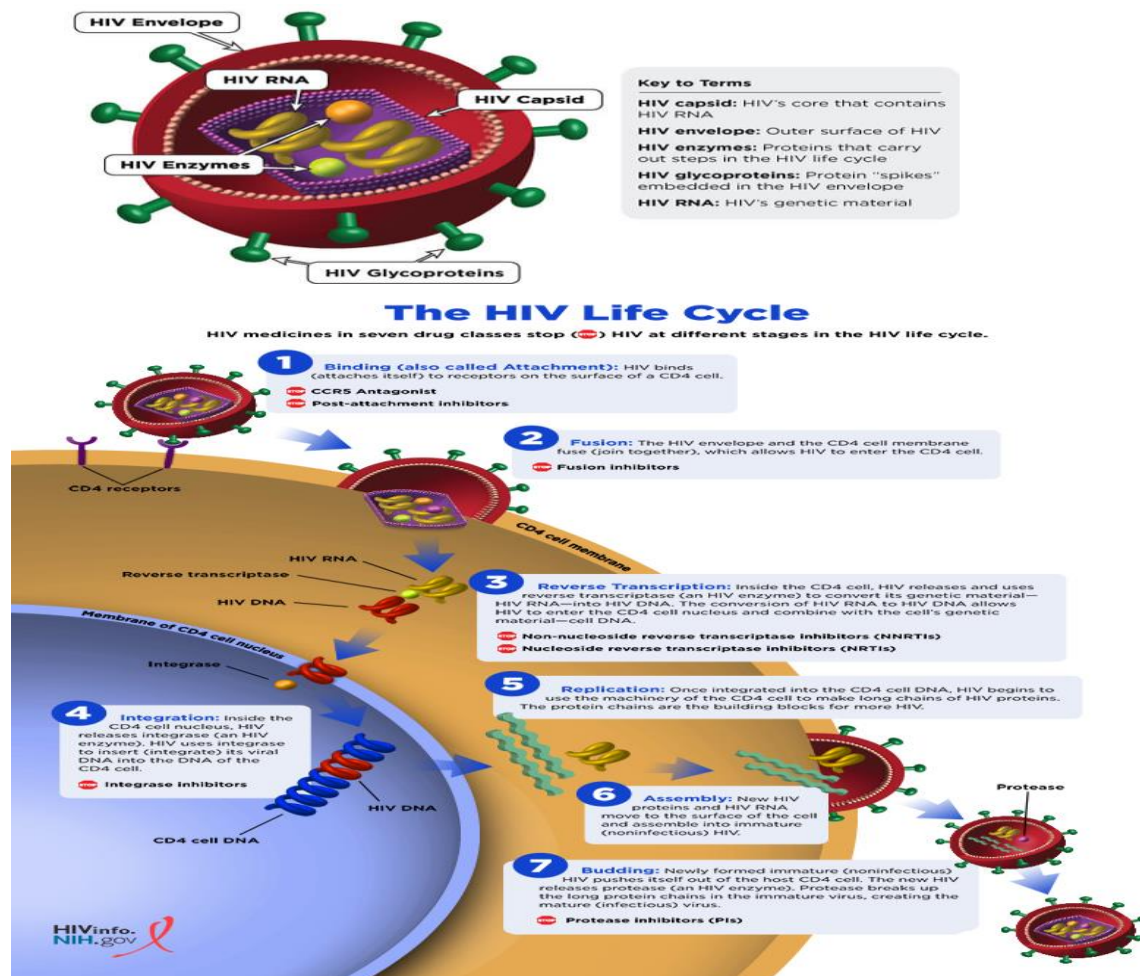 HIV Envelope
HIV RNA
HIV Capsid
HIV Enzymes
HIV Glycoproteins
Key to Terms
HIV capsid: HIV's core that contains
HIV RNA
HIV envelope: Outer surface of HIV
HIV enzymes: Proteins that carry
out steps in the HIV life cycle
HIV glycoproteins: Protein "spikes"
embedded in the HIV envelope
HIV RNA: HIV's genetic material
The HIV Life Cycle
HIV medicines in seven drug classes stop (STOP) HIV at different stages in the HIV life cycle.
1 Binding (also called Attachment): HIV binds
(attaches itself) to receptors on the surface of a CD4 cell.
STOP CCR5 Antagonist
STOP Post-attachment inhibitors
2 Fusion: The HIV envelope and the CD4 cell membrane
fuse (join together), which allows HIV to enter the CD4 cell.
STOP Fusion inhibitors
CD4 receptors
CD4 cell membrane
HIV RNA
Reverse transcriptase
HIV DNA
3 Reverse Transcription: Inside the CD4 cell, HIV releases and uses
reverse transcriptase (an HIV enzyme) to convert its genetic material—
HIV RNA—into HIV DNA. The conversion of HIV RNA to HIV DNA allows
HIV to enter the CD4 cell nucleus and combine with the cell's genetic
material—cell DNA.
STOP Non-nucleoside reverse transcriptase inhibitors (NNRTIs)
STOP Nucleoside reverse transcriptase inhibitors (NRTIs)
Membrane of CD4 cell nucleus
Integrase
4 Integration: Inside the
CD4 cell nucleus, HIV
releases integrase (an HIV
enzyme). HIV uses integrase
to insert (integrate) its viral
DNA into the DNA of the
CD4 cell.
STOP Integrase inhibitors
HIV DNA
CD4 cell DNA
5 Replication: Once integrated into the CD4 cell DNA, HIV begins to
use the machinery of the CD4 cell to make long chains of HIV proteins.
The protein chains are the building blocks for more HIV.
6 Assembly: New HIV
proteins and HIV RNA
move to the surface of the cell
and assemble into immature
(noninfectious) HIV.
Protease
7 Budding: Newly formed immature (noninfectious)
HIV pushes itself out of the host CD4 cell. The new HIV
releases protease (an HIV enzyme). Protease breaks up
the long protein chains in the immature virus, creating the
mature (infectious) virus.
STOP Protease inhibitors (PIs)
HIVinfo.
NIH.gov